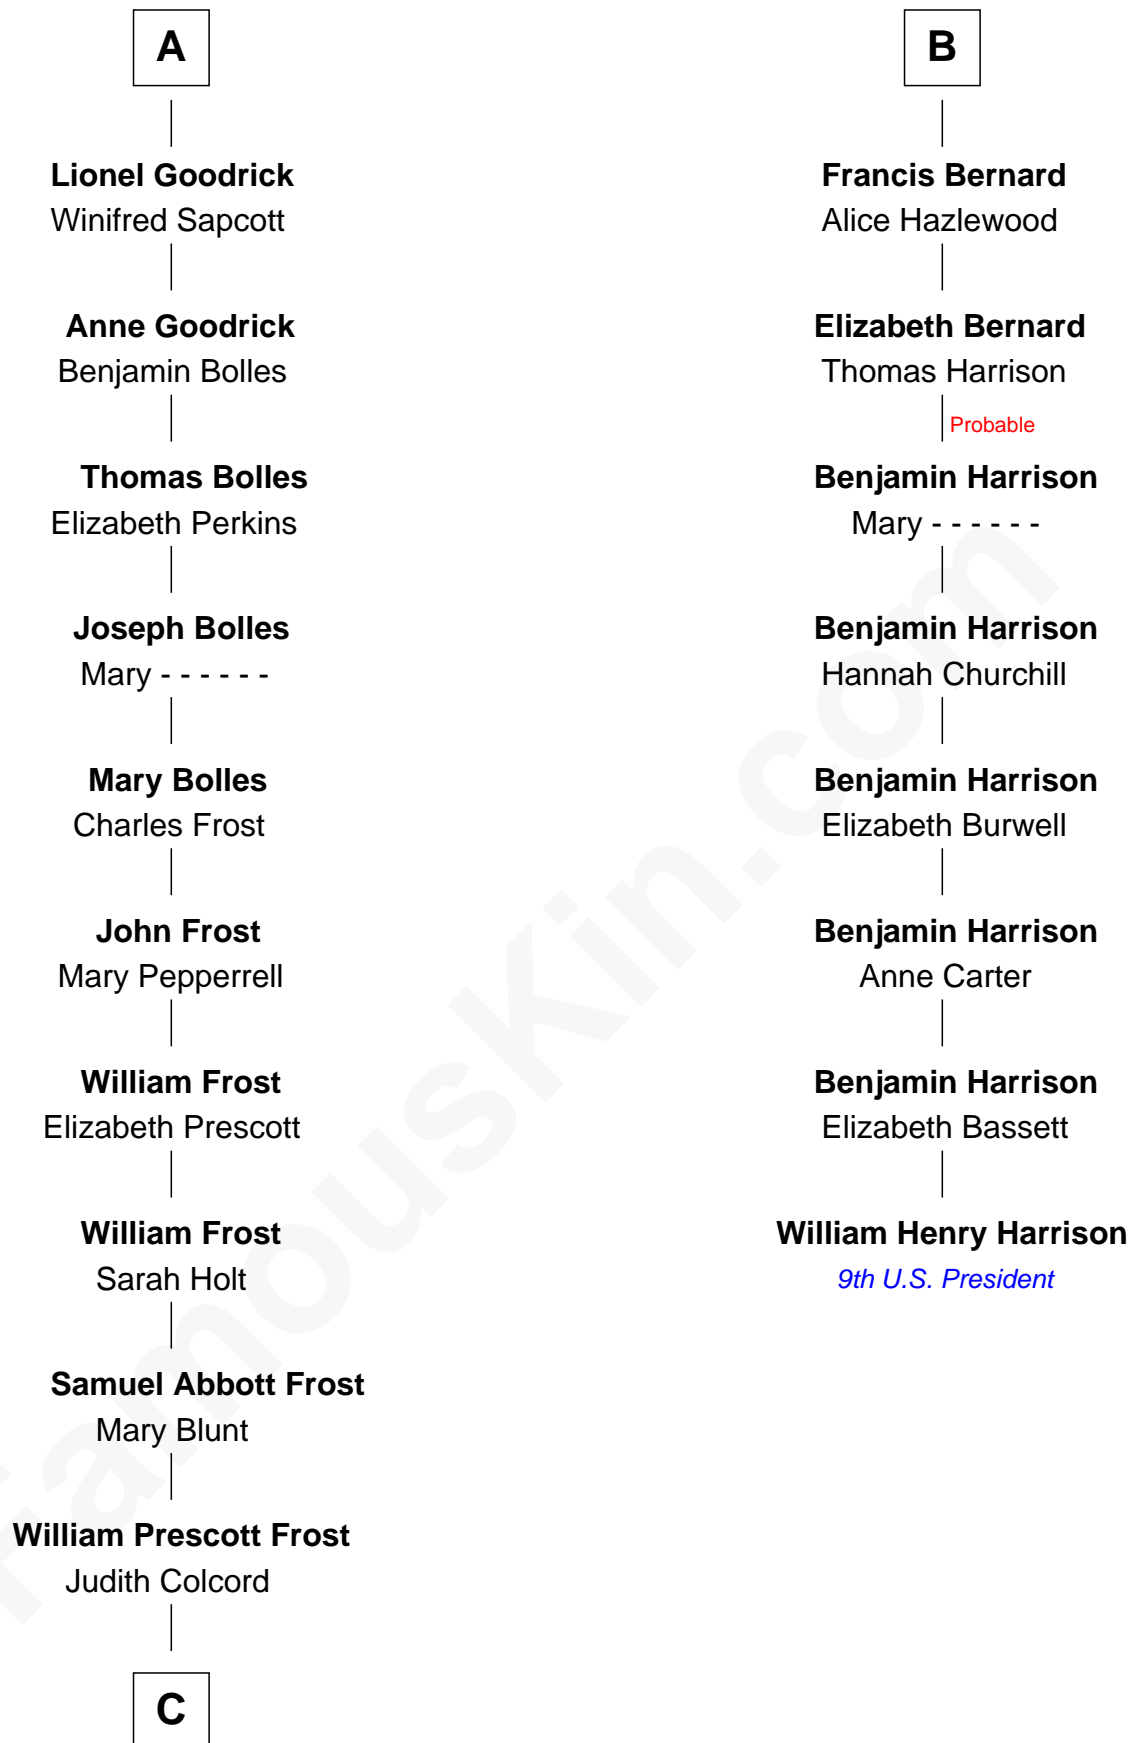 A
Lionel Goodrick
Winifred Sapcott
Anne Goodrick
Benjamin Bolles
Thomas Bolles
Elizabeth Perkins
Joseph Bolles
Mary - - - - - -
Mary Bolles
Charles Frost
John Frost
Mary Pepperrell
William Frost
Elizabeth Prescott
William Frost
Sarah Holt
Samuel Abbott Frost
Mary Blunt
William Prescott Frost
Judith Colcord
C
B
Francis Bernard
Alice Hazlewood
Elizabeth Bernard
Thomas Harrison
Probable
Benjamin Harrison
Mary - - - - - -
Benjamin Harrison
Hannah Churchill
Benjamin Harrison
Elizabeth Burwell
Benjamin Harrison
Anne Carter
Benjamin Harrison
Elizabeth Bassett
William Henry Harrison
9th U.S. President
FamousKin.com